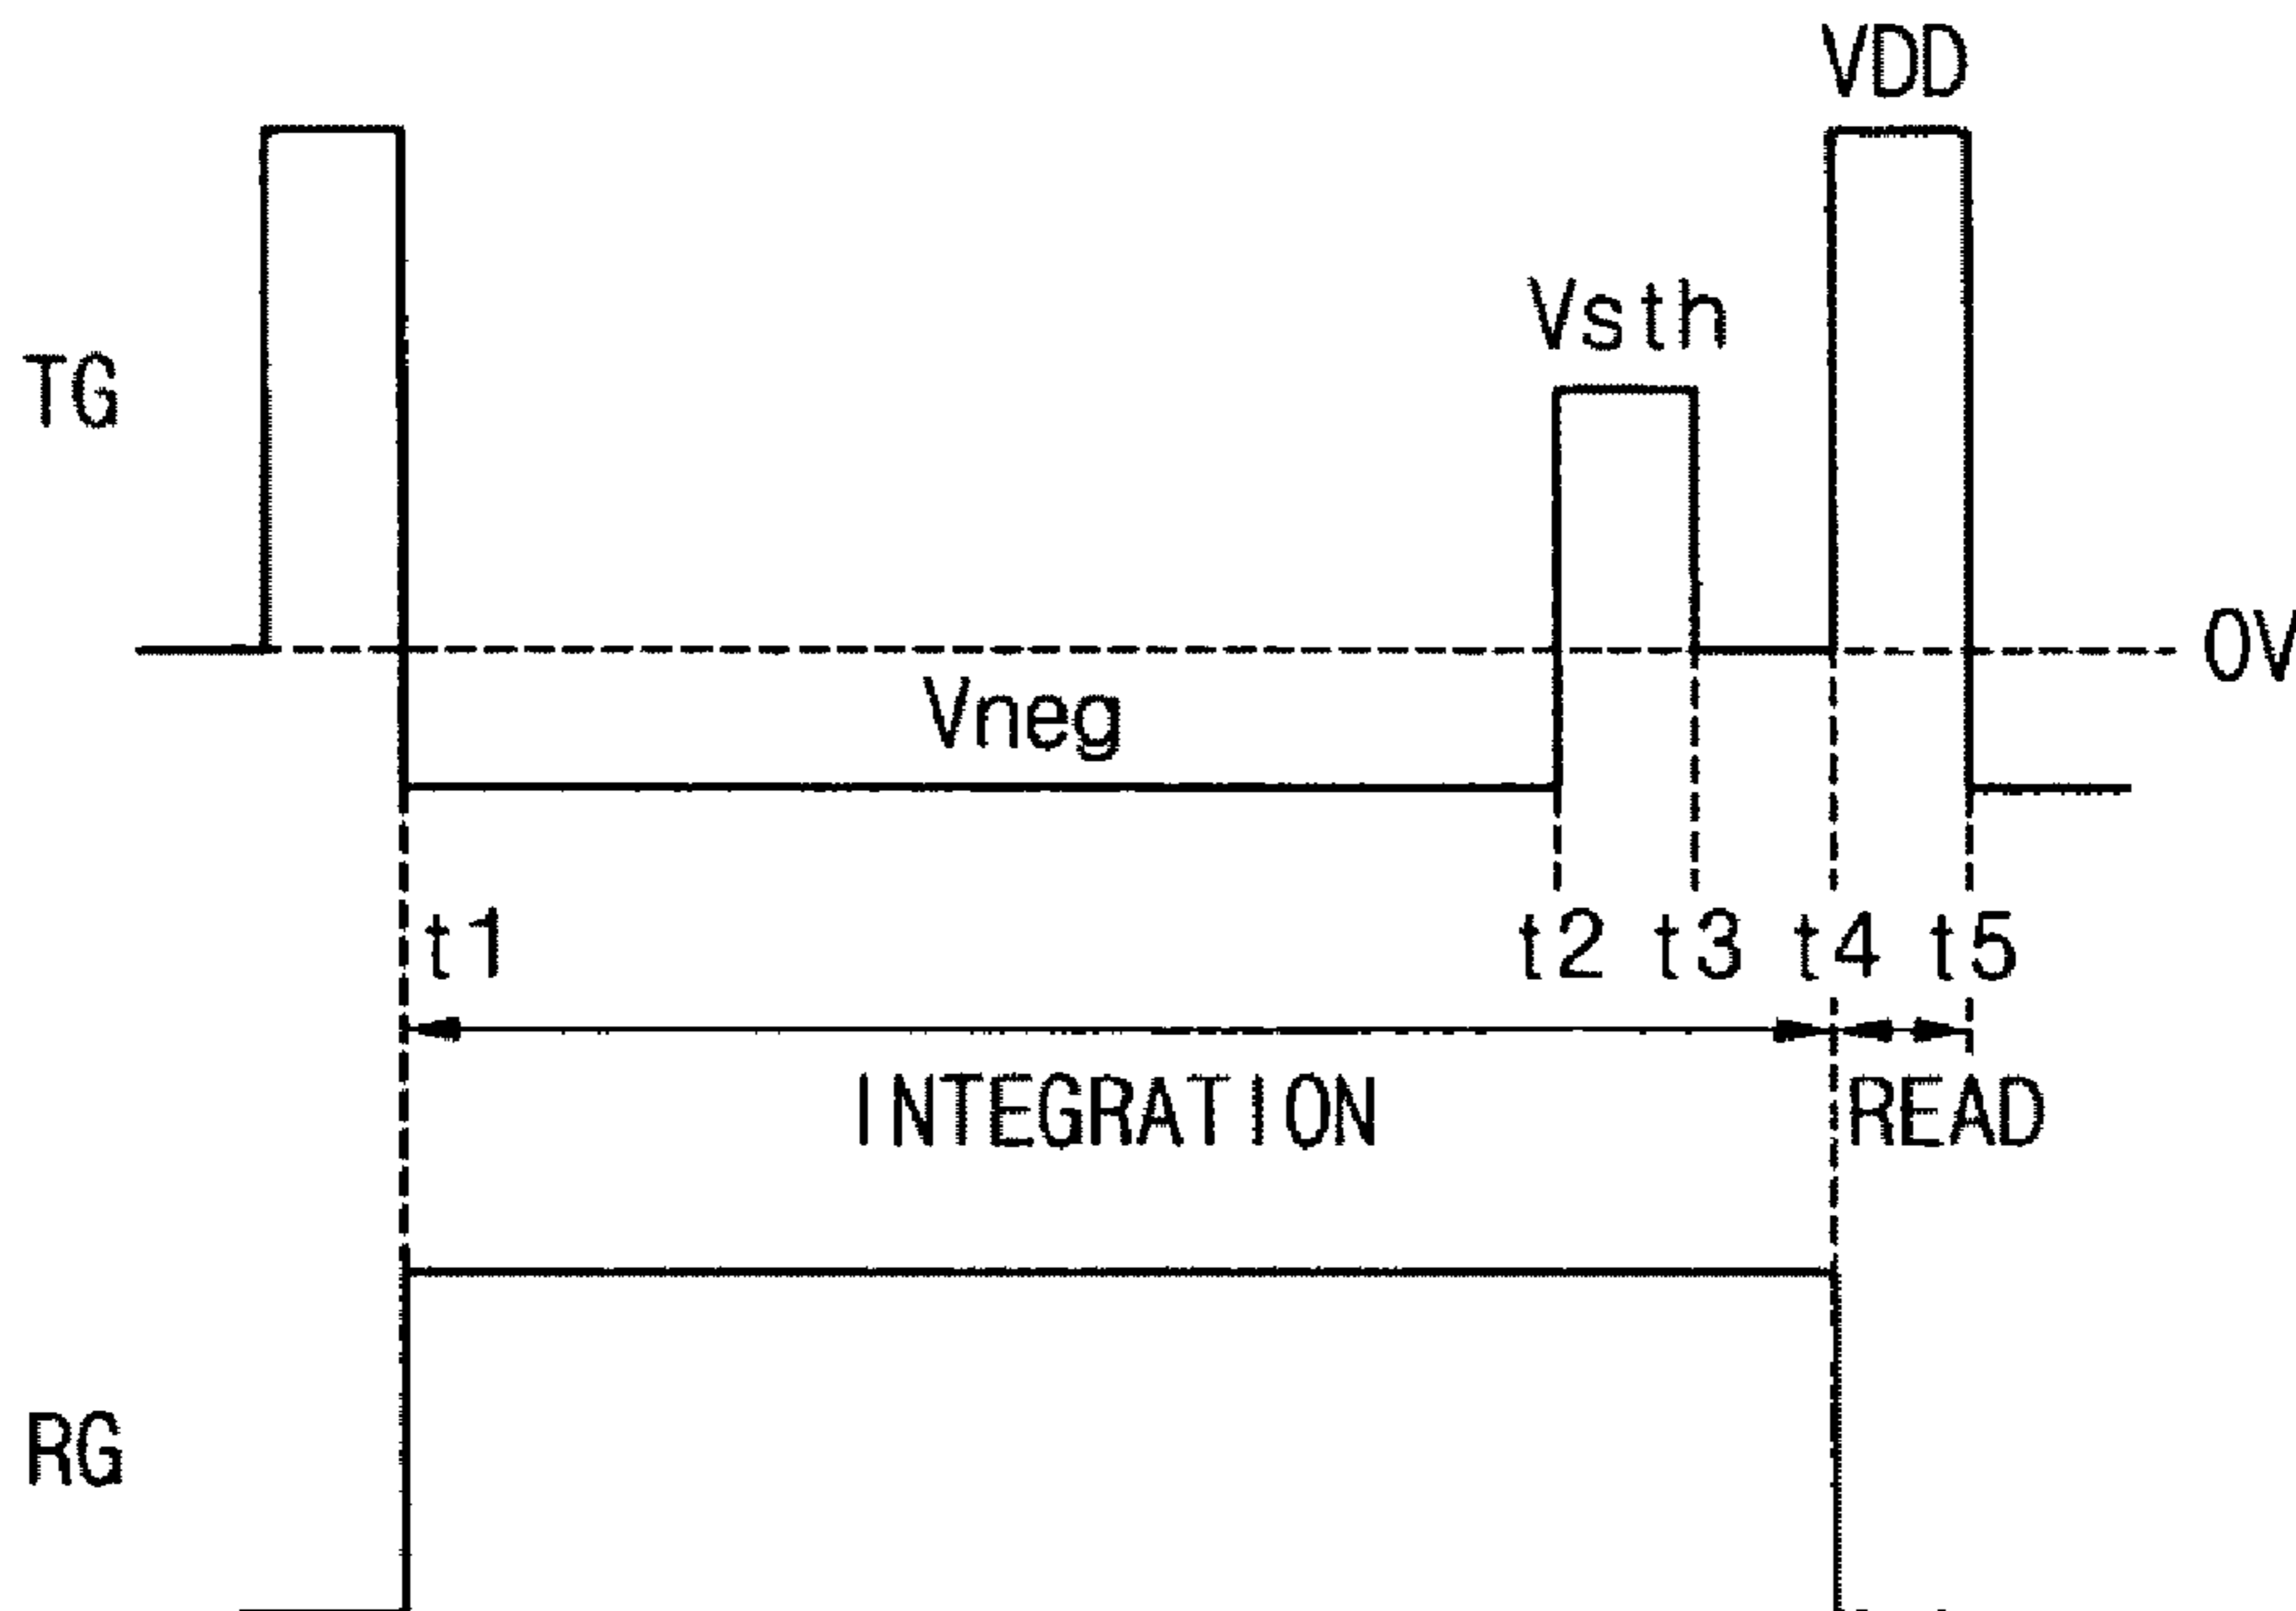 VDD
Vsth
TG
0V
Vneg
t1
t2
t3
t4
t5
INTEGRATION
READ
RG